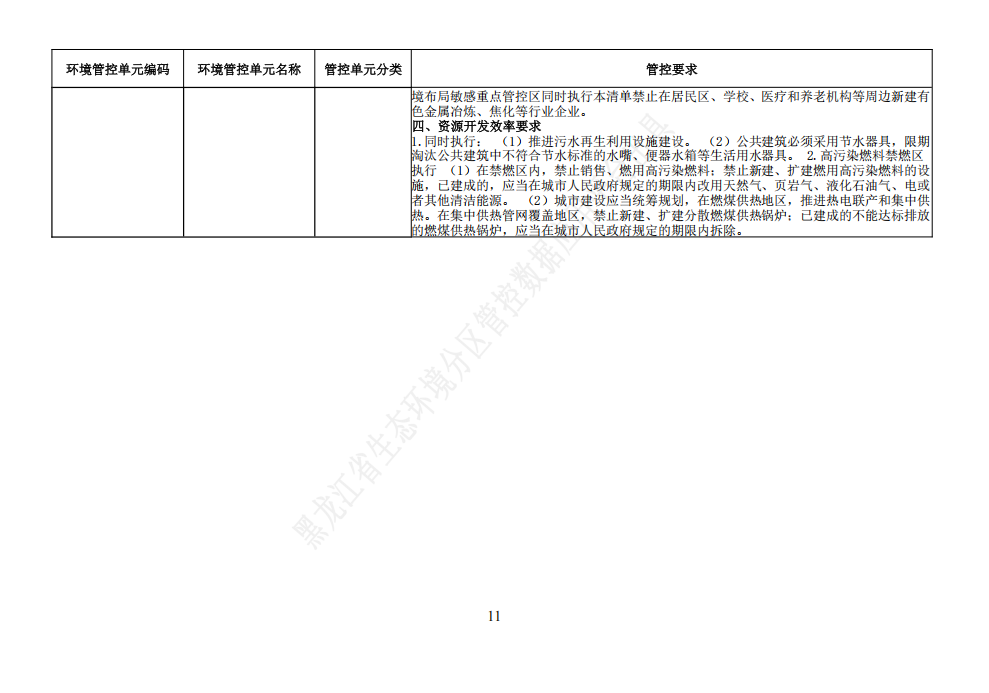 环境管控单元编码 环境管控单元名称 管控单元分类 管控要求
境布局敏感重点管控区同时执行本清单禁止在居民区、学校、医疗和养老机构等周边新建有
色金属冶炼、焦化等行业企业。
四、资源开发效率要求
1.同时执行： （1）推进污水再生利用设施建设。 （2）公共建筑必须采用节水器具，限期
淘汰公共建筑中不符合节水标准的水嘴、便器水箱等生活用水器具。 2.高污染燃料禁燃区
执行 （1）在禁燃区内，禁止销售、燃用高污染燃料；禁止新建、扩建燃用高污染燃料的设
施，已建成的，应当在城市人民政府规定的期限内改用天然气、页岩气、液化石油气、电或
者其他清洁能源。 （2）城市建设应当统筹规划，在燃煤供热地区，推进热电联产和集中供
热。在集中供热管网覆盖地区，禁止新建、扩建分散燃煤供热锅炉；已建成的不能达标排放
的燃煤供热锅炉，应当在城市人民政府规定的期限内拆除。
黑龙江省生态环境分区管控数据应
县
11